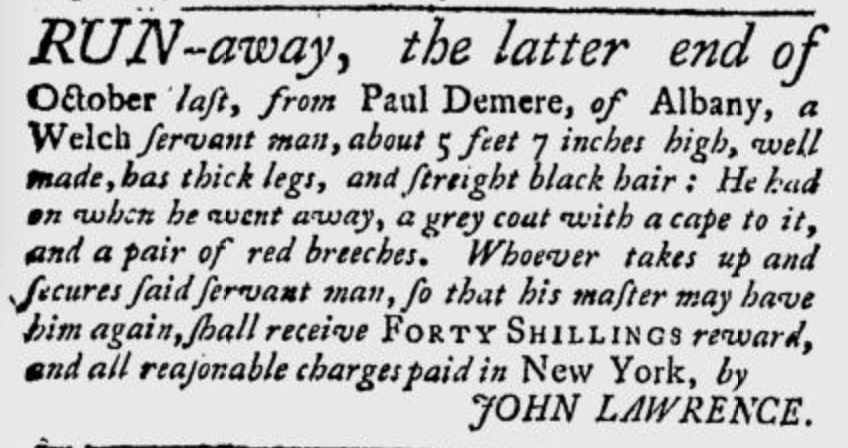 RUN-away, the latter end of
October laſt, from Paul Demere, of Albany, a
Welch ſervant man, about 5 feet 7 inches high, well
made, has thick legs, and ſtreight black hair: He had
on when he went away, a grey coat with a cape to it,
and a pair of red breeches. Whoever takes up and
ſecures ſaid ſervant man, ſo that his maſter may have
him again, ſhall receive FORTY SHILLINGS reward,
and all reaſonable charges paid in New York, by
JOHN LAWRENCE.